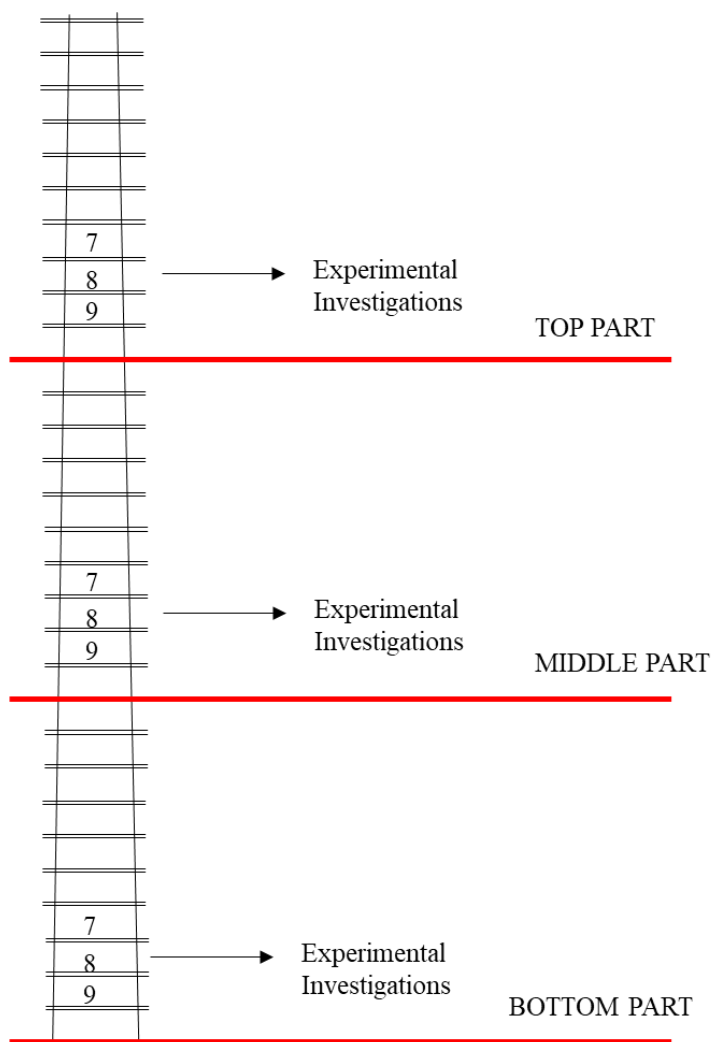 7
8
9
Experimental
Investigations
TOP PART
7
8
9
Experimental
Investigations
MIDDLE PART
7
8
9
Experimental
Investigations
BOTTOM PART